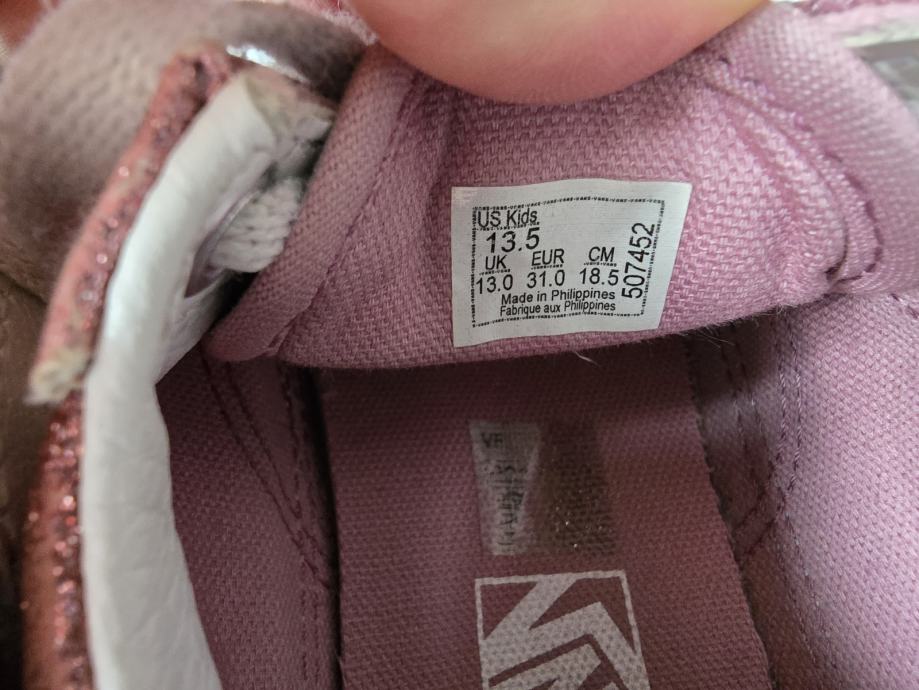 US Kids
13.5
UK EUR CM
13.0 31.0 18.5
Made in Philippines
Fabrique aux Philippines
507452